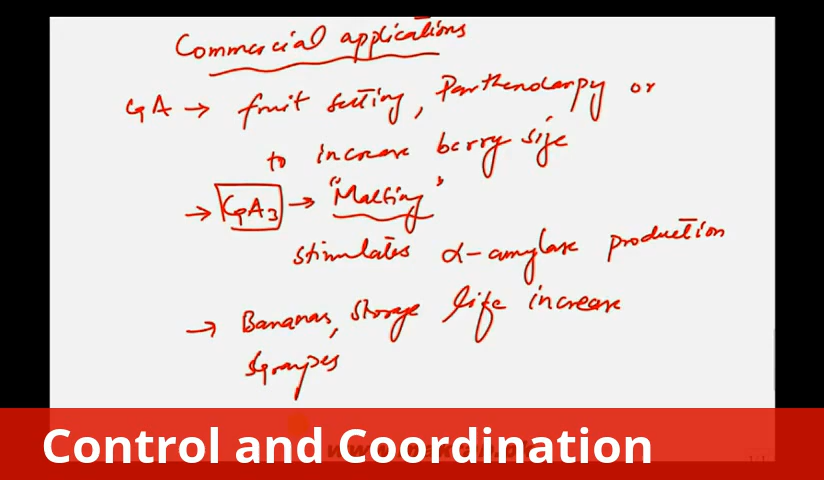 Commercial applications
GA → fruit setting, Parthenocarpy or
to increase berry size
→ GA3 → "Malting"
stimulates α-amylase production
→ Bananas, storage life increase
grapes
Control and Coordination